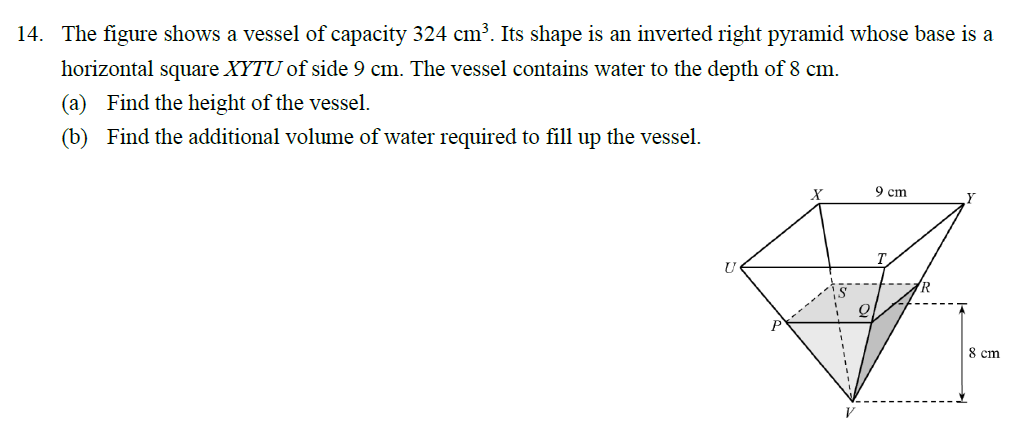 14. The figure shows a vessel of capacity 324 cm³. Its shape is an inverted right pyramid whose base is a
horizontal square XYTU of side 9 cm. The vessel contains water to the depth of 8 cm.
(a) Find the height of the vessel.
(b) Find the additional volume of water required to fill up the vessel.
X 9 cm Y
U T
S R
P Q
8 cm
V